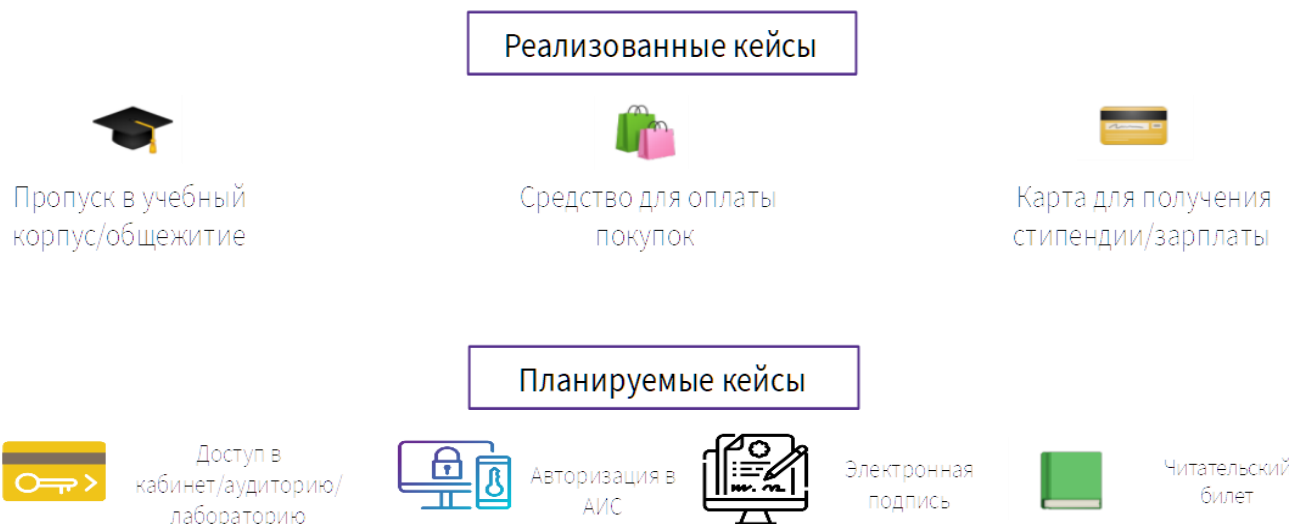 Реализованные кейсы
Пропуск в учебный
корпус/общежитие
Средство для оплаты
покупок
Карта для получения
стипендии/зарплаты
Планируемые кейсы
Доступ в
кабинет/аудиторию/
лабораторию
Авторизация в
АИС
Электронная
подпись
Читательский
билет